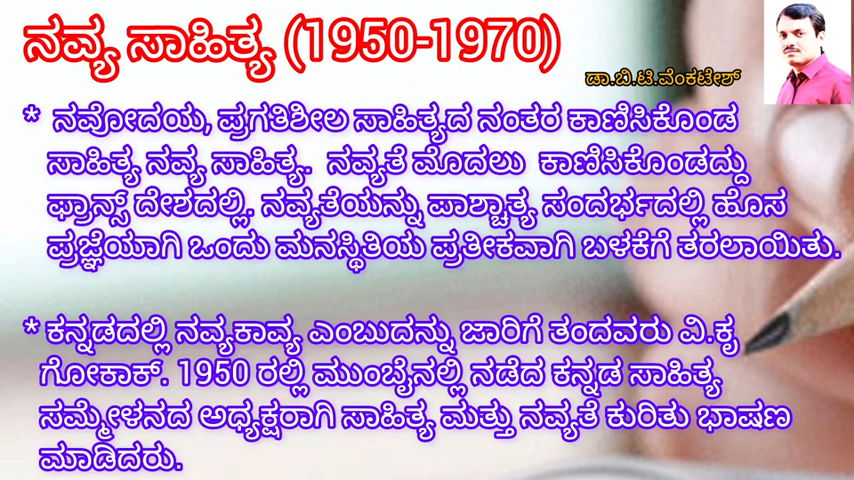 ನವ್ಯ ಸಾಹಿತ್ಯ (1950-1970)
ಡಾ.ಬಿ.ಟಿ.ವೆಂಕಟೇಶ್
* ನವೋದಯ, ಪ್ರಗತಿಶೀಲ ಸಾಹಿತ್ಯದ ನಂತರ ಕಾಣಿಸಿಕೊಂಡ
ಸಾಹಿತ್ಯ ನವ್ಯ ಸಾಹಿತ್ಯ. ನವ್ಯತೆ ಮೊದಲು ಕಾಣಿಸಿಕೊಂಡದ್ದು
ಫ್ರಾನ್ಸ್ ದೇಶದಲ್ಲಿ. ನವ್ಯತೆಯನ್ನು ಪಾಶ್ಚಾತ್ಯ ಸಂದರ್ಭದಲ್ಲಿ ಹೊಸ
ಪ್ರಜ್ಞೆಯಾಗಿ ಒಂದು ಮನಸ್ಥಿತಿಯ ಪ್ರತೀಕವಾಗಿ ಬಳಕೆಗೆ ತರಲಾಯಿತು.
* ಕನ್ನಡದಲ್ಲಿ ನವ್ಯಕಾವ್ಯ ಎಂಬುದನ್ನು ಜಾರಿಗೆ ತಂದವರು ವಿ.ಕೃ
ಗೋಕಾಕ್. 1950 ರಲ್ಲಿ ಮುಂಬೈನಲ್ಲಿ ನಡೆದ ಕನ್ನಡ ಸಾಹಿತ್ಯ
ಸಮ್ಮೇಳನದ ಅಧ್ಯಕ್ಷರಾಗಿ ಸಾಹಿತ್ಯ ಮತ್ತು ನವ್ಯತೆ ಕುರಿತು ಭಾಷಣ
ಮಾಡಿದರು.